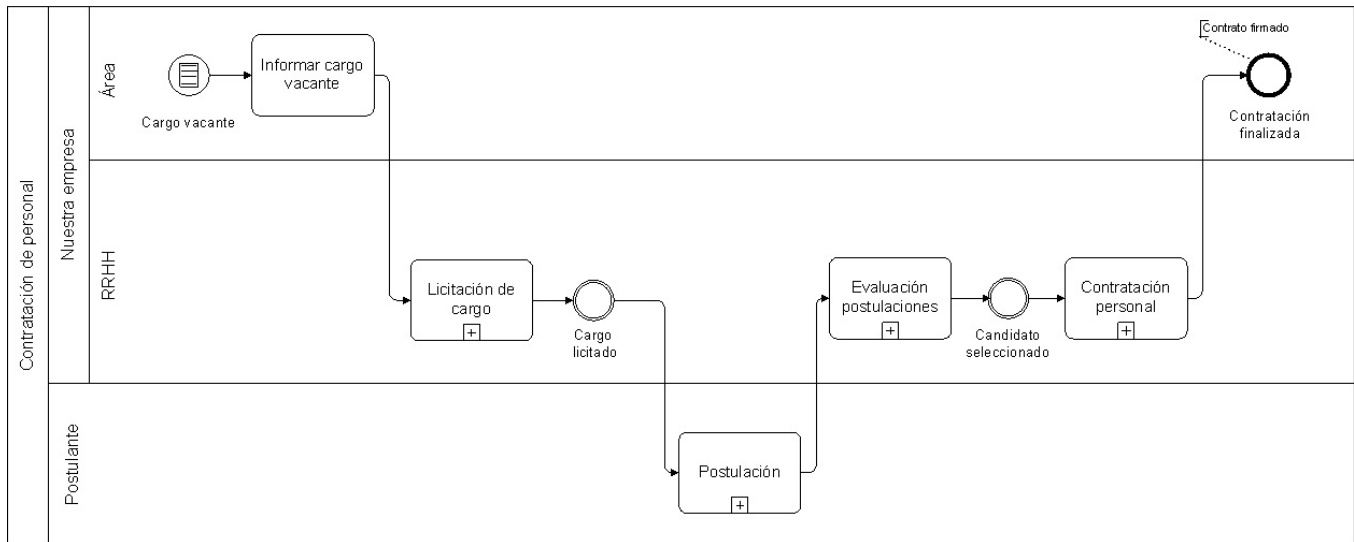 Contratación de personal
Nuestra empresa
Área
Cargo vacante
Informar cargo
vacante
Contrato firmado
Contratación
finalizada
RRHH
Licitación de
cargo
Cargo
licitado
Evaluación
postulaciones
Candidato
seleccionado
Contratación
personal
Postulante
Postulación